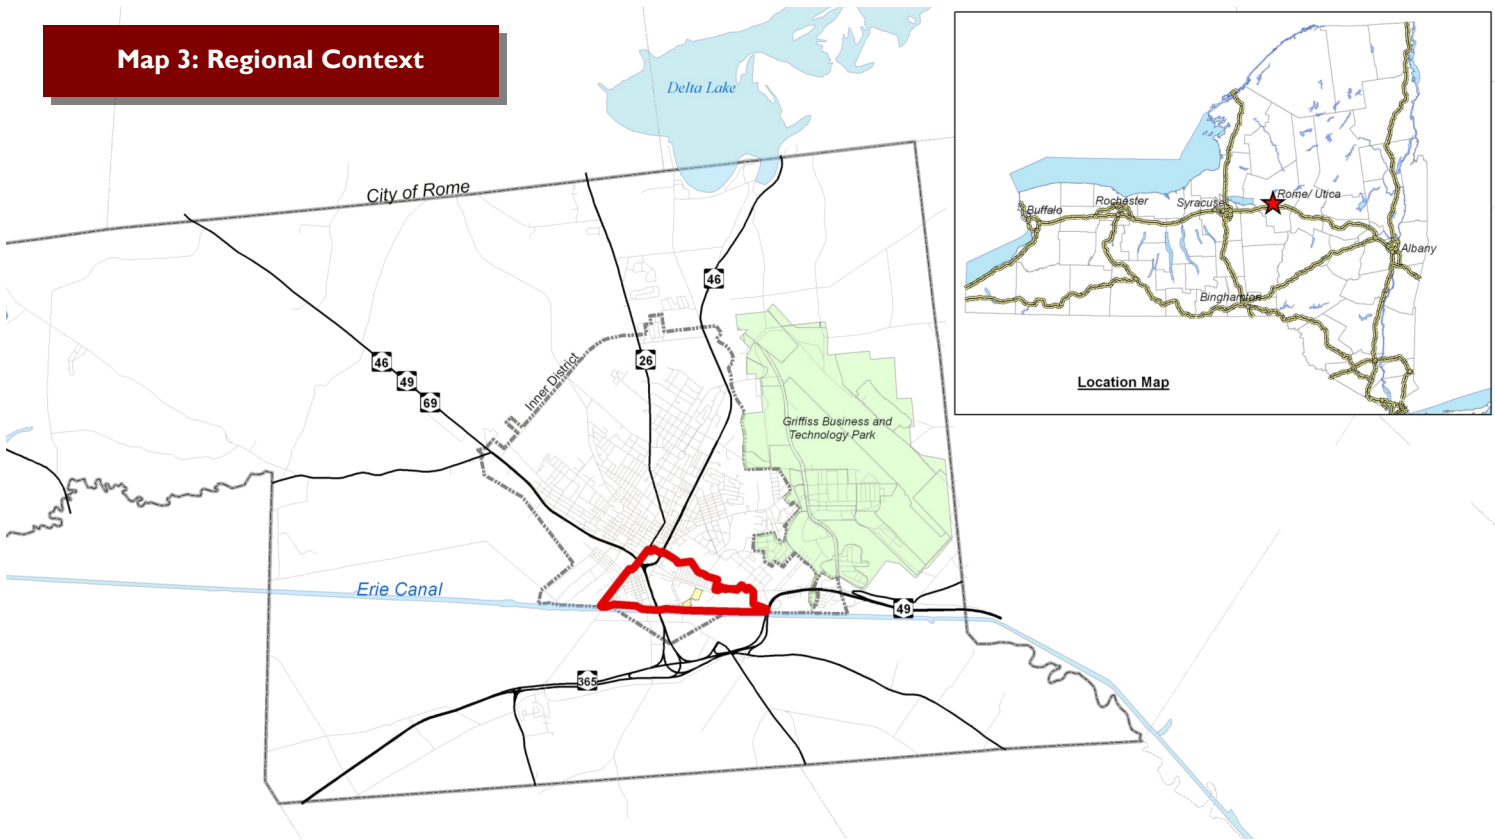 Map 3: Regional Context
Delta Lake
City of Rome
46
26
46
49
69
Inner District
Griffiss Business and
Technology Park
Erie Canal
49
365
Rome/ Utica
Rochester
Syracuse
Buffalo
Albany
Binghamton
Location Map